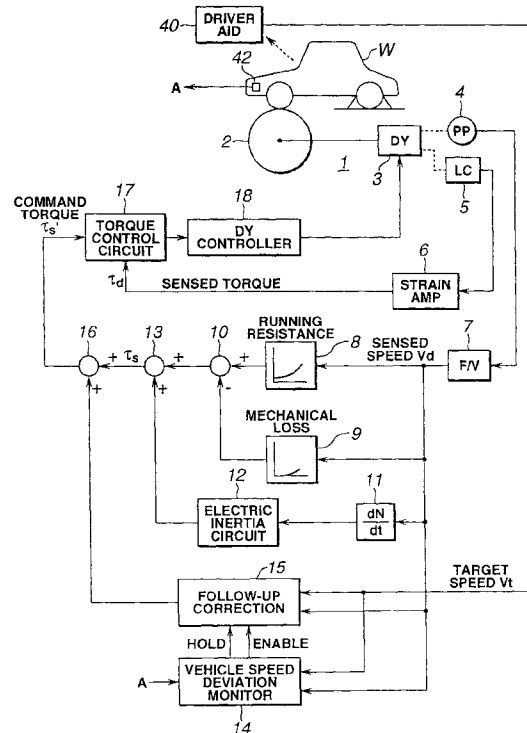 40
DRIVER AID
42
A
W
4
PP
2
DY
1
3
LC
5
17
COMMAND TORQUE
τs'
TORQUE CONTROL CIRCUIT
18
DY CONTROLLER
6
STRAIN AMP
τd
SENSED TORQUE
16
+
τs
13
+
10
+
RUNNING RESISTANCE
8
SENSED SPEED Vd
7
F/V
+
+
-
MECHANICAL LOSS
9
12
ELECTRIC INERTIA CIRCUIT
11
dN
dt
15
FOLLOW-UP CORRECTION
TARGET SPEED Vt
HOLD
ENABLE
A
VEHICLE SPEED DEVIATION MONITOR
14